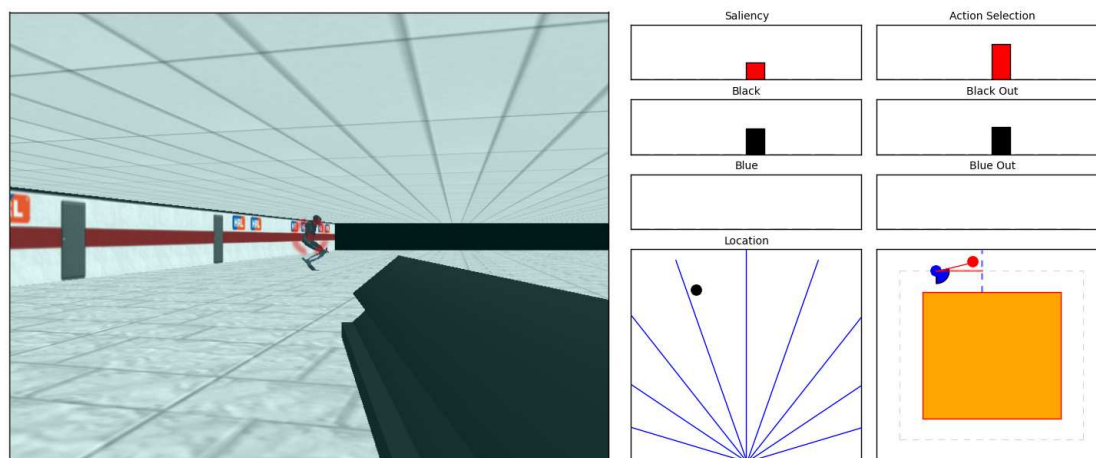 L
Saliency
Action Selection
Black
Black Out
Blue
Blue Out
Location